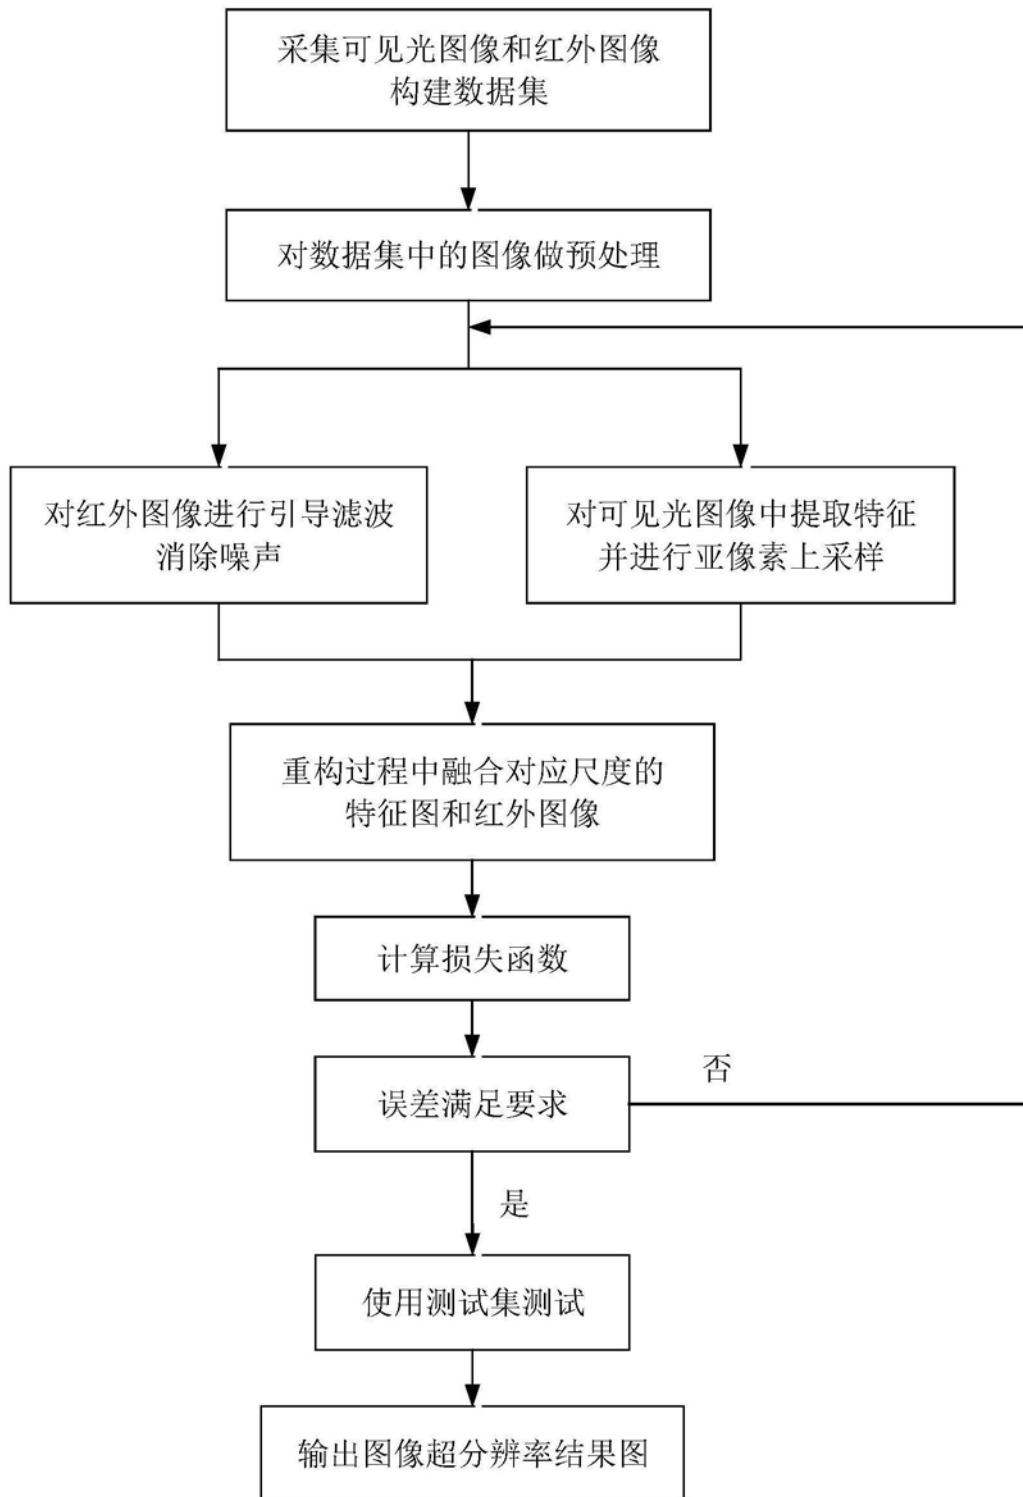 采集可见光图像和红外图像
构建数据集
对数据集中的图像做预处理
对红外图像进行引导滤波
消除噪声
对可见光图像中提取特征
并进行亚像素上采样
重构过程中融合对应尺度的
特征图和红外图像
计算损失函数
误差满足要求
否
是
使用测试集测试
输出图像超分辨率结果图